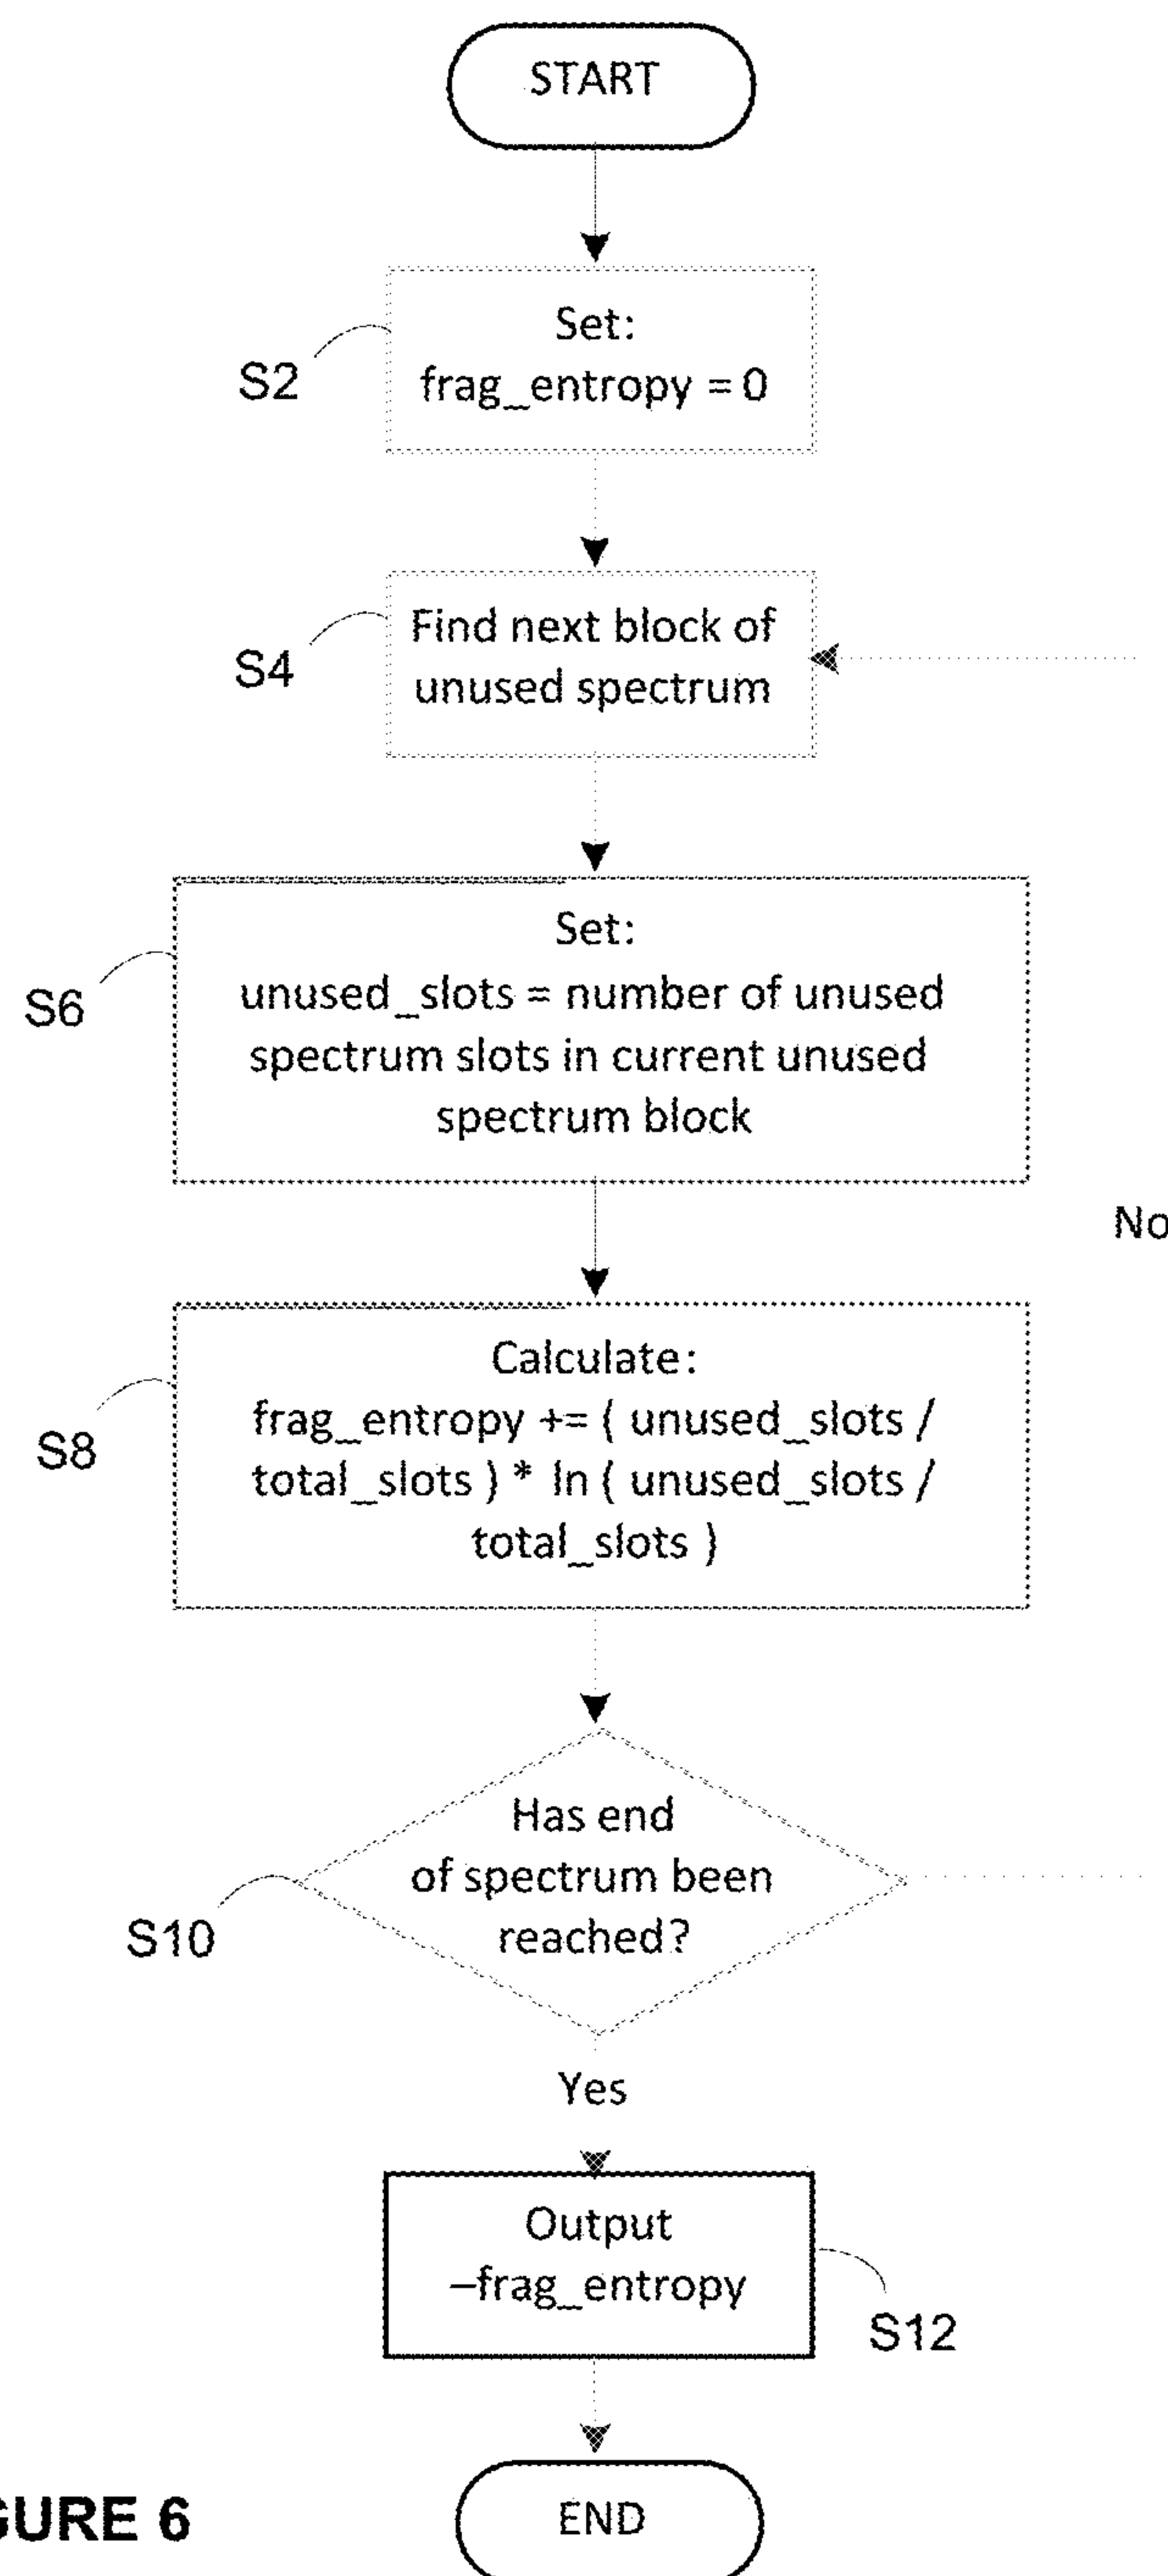 START
Set:
frag_entropy = 0
S2
Find next block of
unused spectrum
S4
Set:
unused_slots = number of unused
spectrum slots in current unused
spectrum block
S6
No
Calculate:
frag_entropy += ( unused_slots /
total_slots ) * ln ( unused_slots /
total_slots )
S8
Has end
of spectrum been
reached?
S10
Yes
Output
–frag_entropy
S12
END
GURE 6